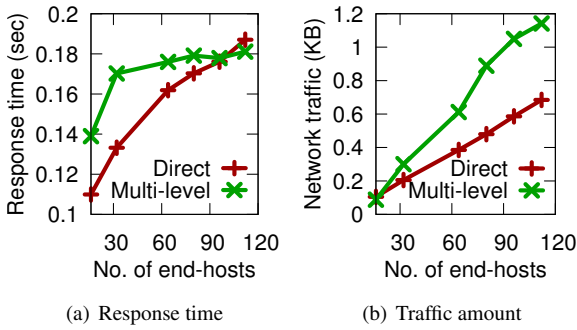 Response time (sec)
0.2
0.18
0.16
0.14
0.12
0.1
Direct
Multi-level
30 60 90 120
No. of end-hosts
(a) Response time
Network traffic (KB)
1.2
1
0.8
0.6
0.4
0.2
0
Direct
Multi-level
30 60 90 120
No. of end-hosts
(b) Traffic amount